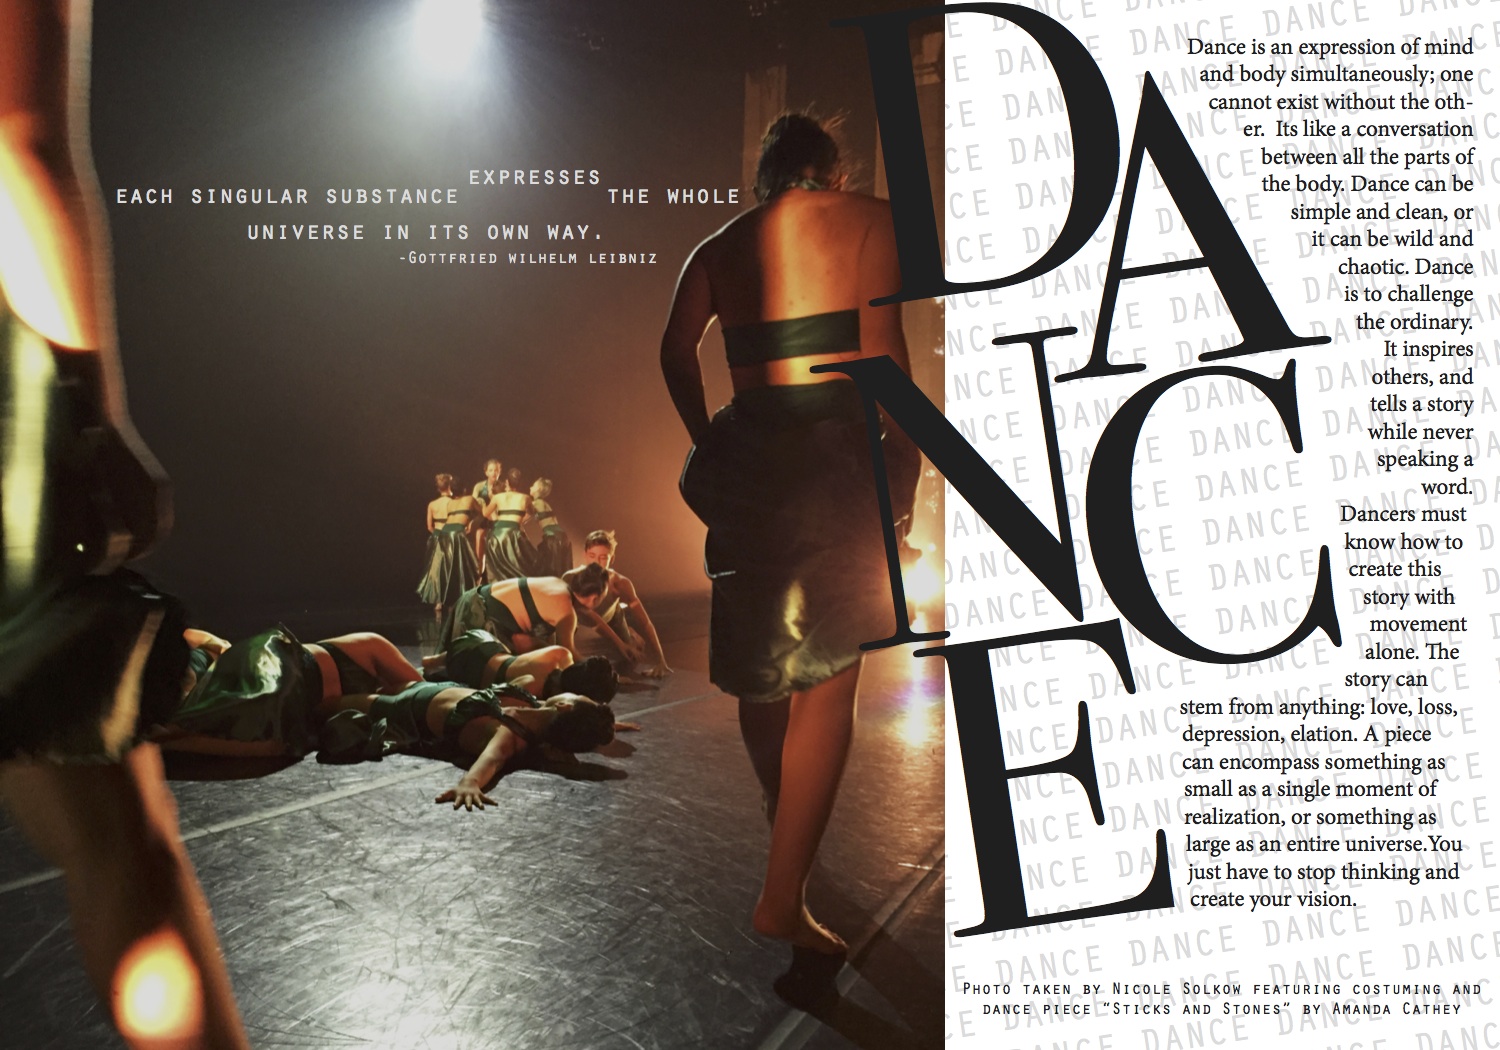 EACH SINGULAR SUBSTANCE EXPRESSES THE WHOLE
UNIVERSE IN ITS OWN WAY.
-GOTTFRIED WILHELM LEIBNIZ
DA
NC
E
Dance is an expression of mind
and body simultaneously; one
cannot exist without the oth-
er.  Its like a conversation
between all the parts of
the body. Dance can be
simple and clean, or
it can be wild and
chaotic. Dance
is to challenge
the ordinary.
It inspires
others, and
tells a story
while never
speaking a
word.
Dancers must
know how to
create this
story with
movement
alone. The
story can
stem from anything: love, loss,
depression, elation. A piece
can encompass something as
small as a single moment of
realization, or something as
large as an entire universe.You
just have to stop thinking and
create your vision.
PHOTO TAKEN BY NICOLE SOLKOW FEATURING COSTUMING AND
DANCE PIECE “STICKS AND STONES” BY AMANDA CATHEY